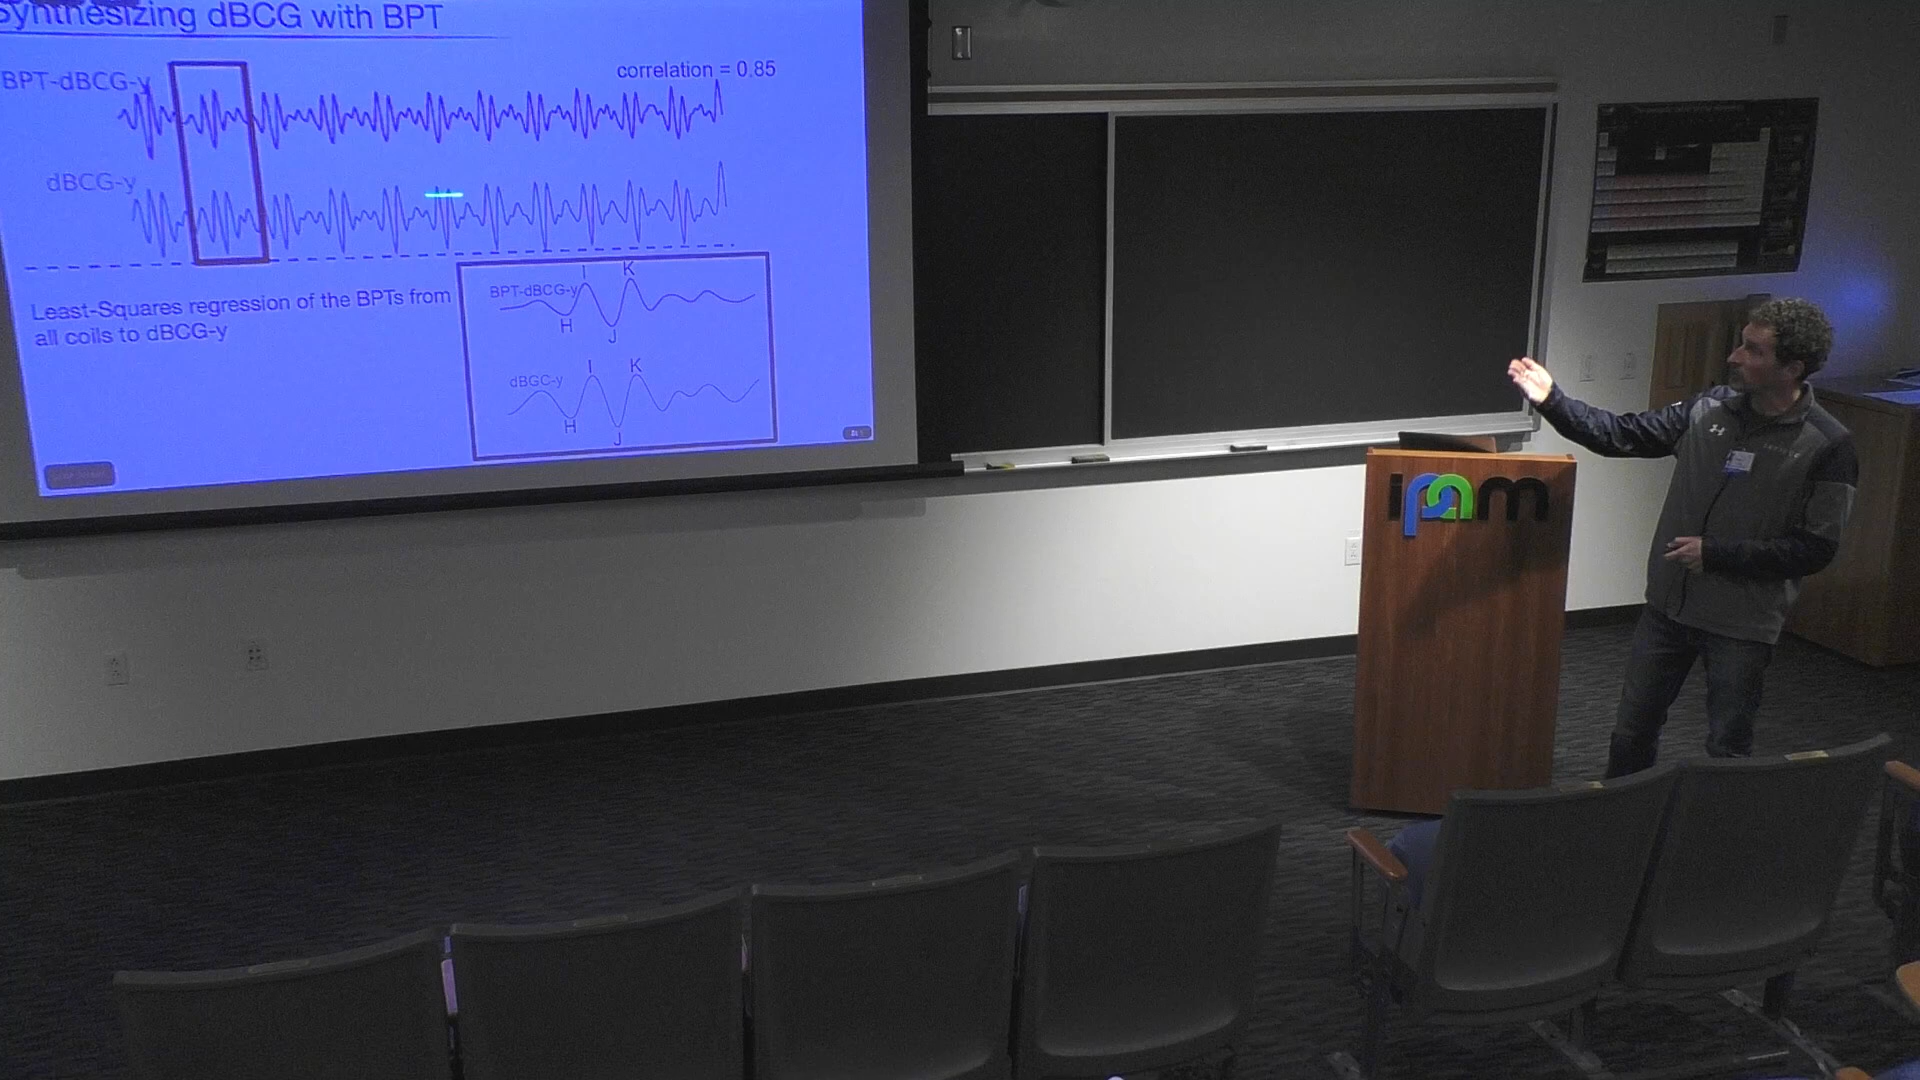 Synthesizing dBCG with BPT
BPT-dBCG-y
correlation = 0.85
dBCG-y
Least-Squares regression of the BPTs from
all coils to dBCG-y
I K
BPT-dBCG-y
H
J
I K
dBGC-y
H
J
ipam